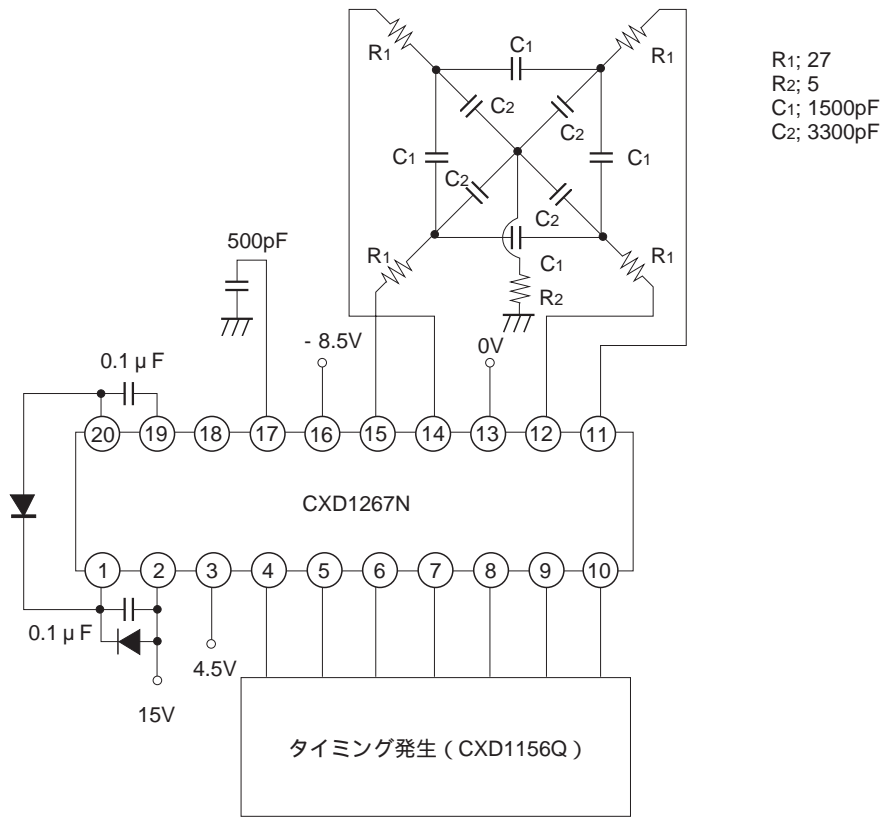 R1
C1
R1
C2
C2
C1
C1
C2
C2
R1
C1
R1
R2
R1; 27
R2; 5
C1; 1500pF
C2; 3300pF
500pF
- 8.5V
0V
0.1 μ F
20 19 18 17 16 15 14 13 12 11
CXD1267N
1 2 3 4 5 6 7 8 9 10
0.1 μ F
4.5V
15V
タイミング発生 ( CXD1156Q )